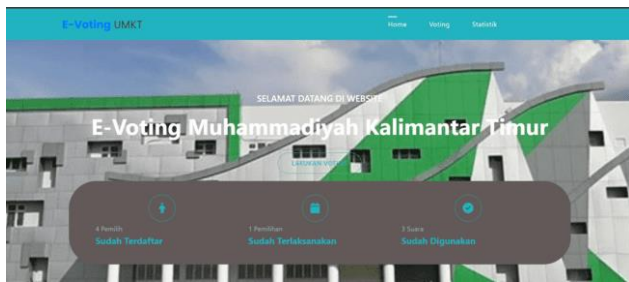 E-Voting UMKT
Home Voting Statistik
SELAMAT DATANG DI WEBSITE
E-Voting Muhammadiyah Kalimantan Timur
LAKUKAN VOTING
4 Pemilih 1 Pemilihan 3 Suara
Sudah Terdaftar Sudah Terlaksanakan Sudah Digunakan